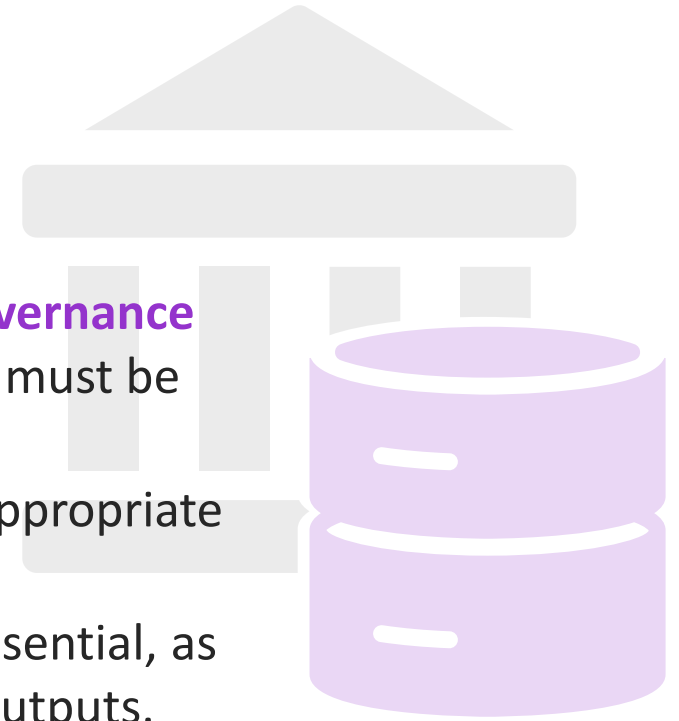 vernance
must be
ppropriate
sential, as
utputs.